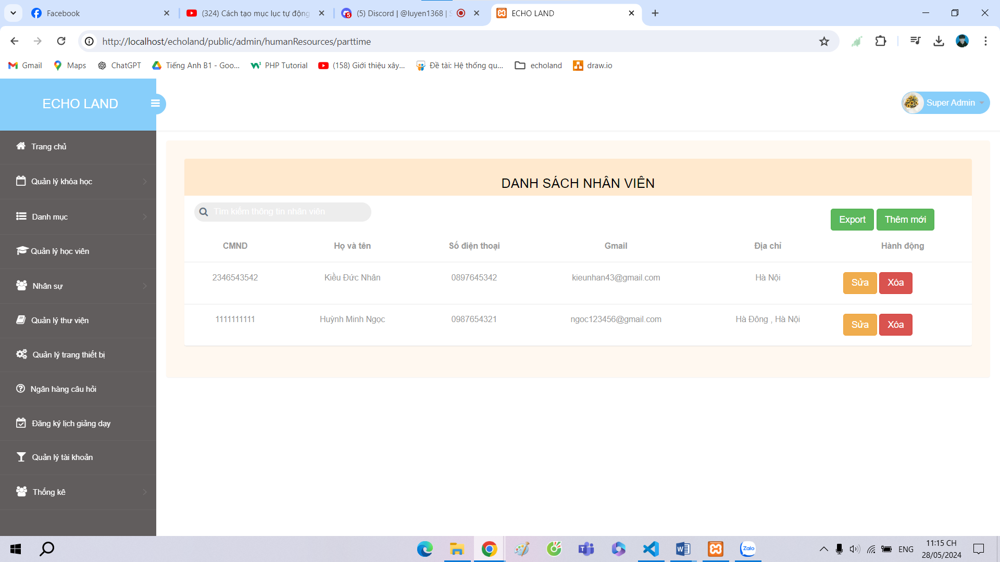 Facebook
(324) Cách tạo mục lục tự động
(5) Discord | @luyen1368 |
ECHO LAND
http://localhost/echoland/public/admin/humanResources/parttime
Gmail
Maps
ChatGPT
Tiếng Anh B1 - Goo...
PHP Tutorial
(158) Giới thiệu xây...
Đề tài: Hệ thống qu...
echoland
draw.io
ECHO LAND
Super Admin
Trang chủ
Quản lý khóa học
Danh mục
Quản lý học viên
Nhân sự
Quản lý thư viện
Quản lý trang thiết bị
Ngân hàng câu hỏi
Đăng ký lịch giảng dạy
Quản lý tài khoản
Thống kê
DANH SÁCH NHÂN VIÊN
Tìm kiếm thông tin nhân viên
Export Thêm mới
CMND Họ và tên Số điện thoại Gmail Địa chỉ Hành động
2346543542 Kiều Đức Nhân 0897645342 kieunhan43@gmail.com Hà Nội Sửa Xóa
1111111111 Huỳnh Minh Ngọc 0987654321 ngoc123456@gmail.com Hà Đông , Hà Nội Sửa Xóa
Zalo
ENG
11:15 CH
28/05/2024